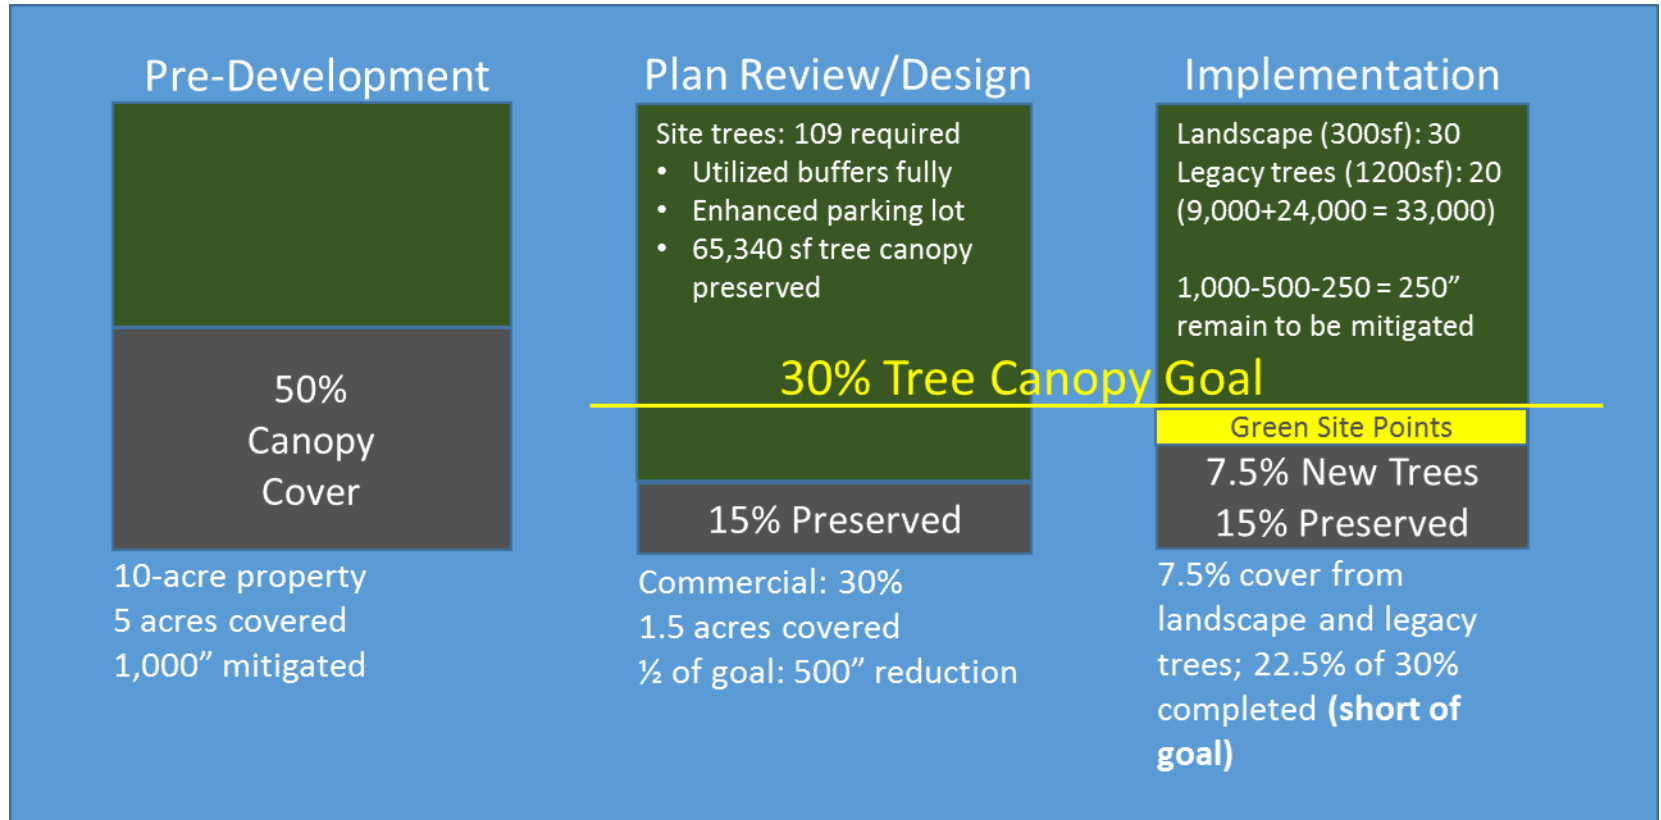 Pre-Development
50%
Canopy
Cover
10-acre property
5 acres covered
1,000” mitigated
Plan Review/Design
Site trees: 109 required
• Utilized buffers fully
• Enhanced parking lot
• 65,340 sf tree canopy
preserved
30% Tree Canopy Goal
15% Preserved
Commercial: 30%
1.5 acres covered
½ of goal: 500” reduction
Implementation
Landscape (300sf): 30
Legacy trees (1200sf): 20
(9,000+24,000 = 33,000)
1,000-500-250 = 250”
remain to be mitigated
Green Site Points
7.5% New Trees
15% Preserved
7.5% cover from
landscape and legacy
trees; 22.5% of 30%
completed (short of
goal)